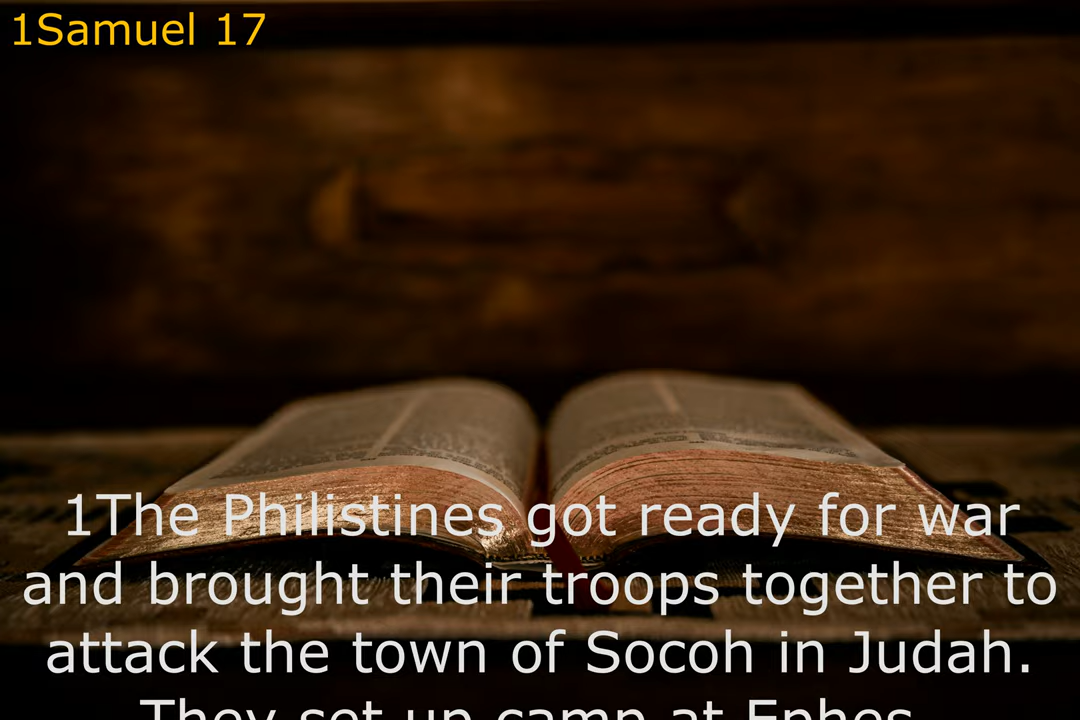 1Samuel 17
1The Philistines got ready for war
and brought their troops together to
attack the town of Socoh in Judah.
They set up camp at Ephes-